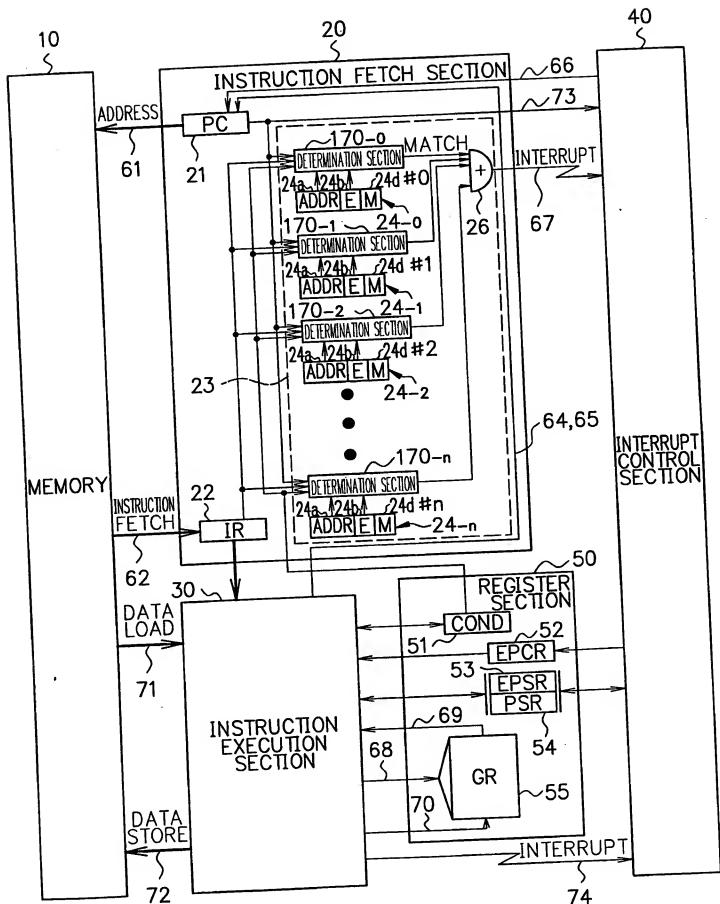 10
20
40
INSTRUCTION FETCH SECTION
66
ADDRESS
PC
73
61
21
170-0
MATCH
DETERMINATION SECTION
+
INTERRUPT
24a
24b
24d
#0
26
67
ADDR
E
M
24-0
170-1
DETERMINATION SECTION
24a
24b
24d
#1
ADDR
E
M
24-1
170-2
DETERMINATION SECTION
24a
24b
24d
#2
23
ADDR
E
M
24-2
64,65
INTERRUPT
CONTROL
SECTION
170-n
MEMORY
DETERMINATION SECTION
INSTRUCTION
FETCH
22
24a
24b
24d
#n
IR
ADDR
E
M
24-n
62
30
50
REGISTER
SECTION
DATA
LOAD
COND
51
52
71
EPCR
53
EPSR
PSR
54
INSTRUCTION
EXECUTION
SECTION
69
68
GR
55
70
DATA
STORE
INTERRUPT
72
74